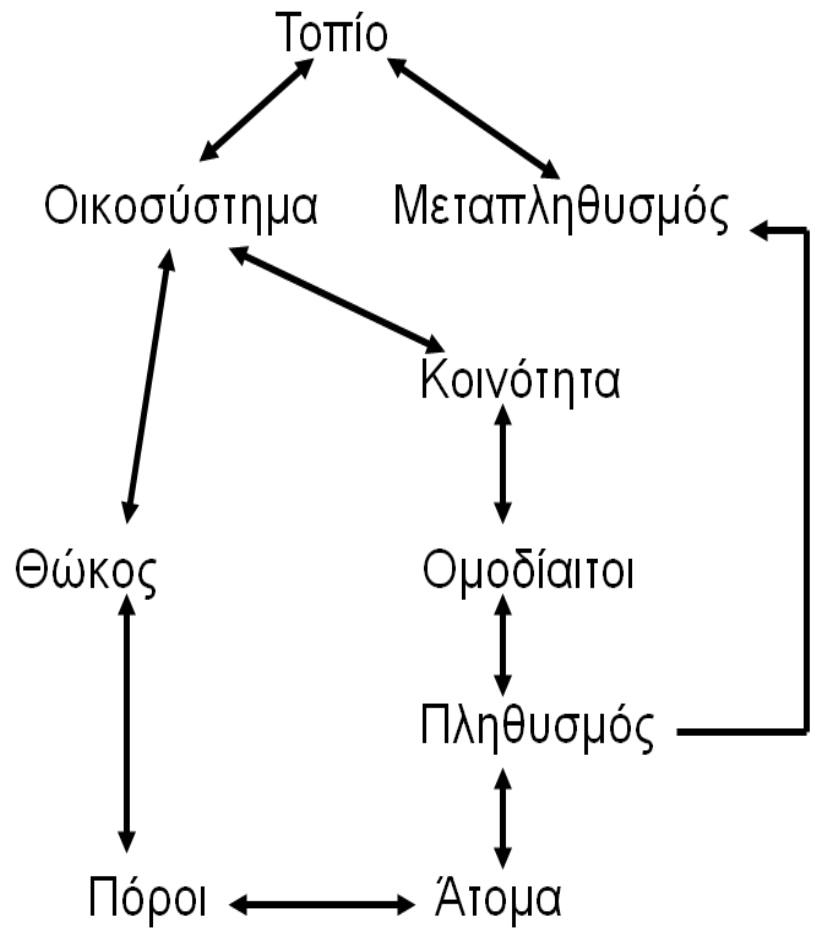 Τοπίο
Οικοσύστημα Μεταπληθυσμός
Κοινότητα
Θώκος Ομοδίαιτοι
Πληθυσμός
Πόροι Άτομα